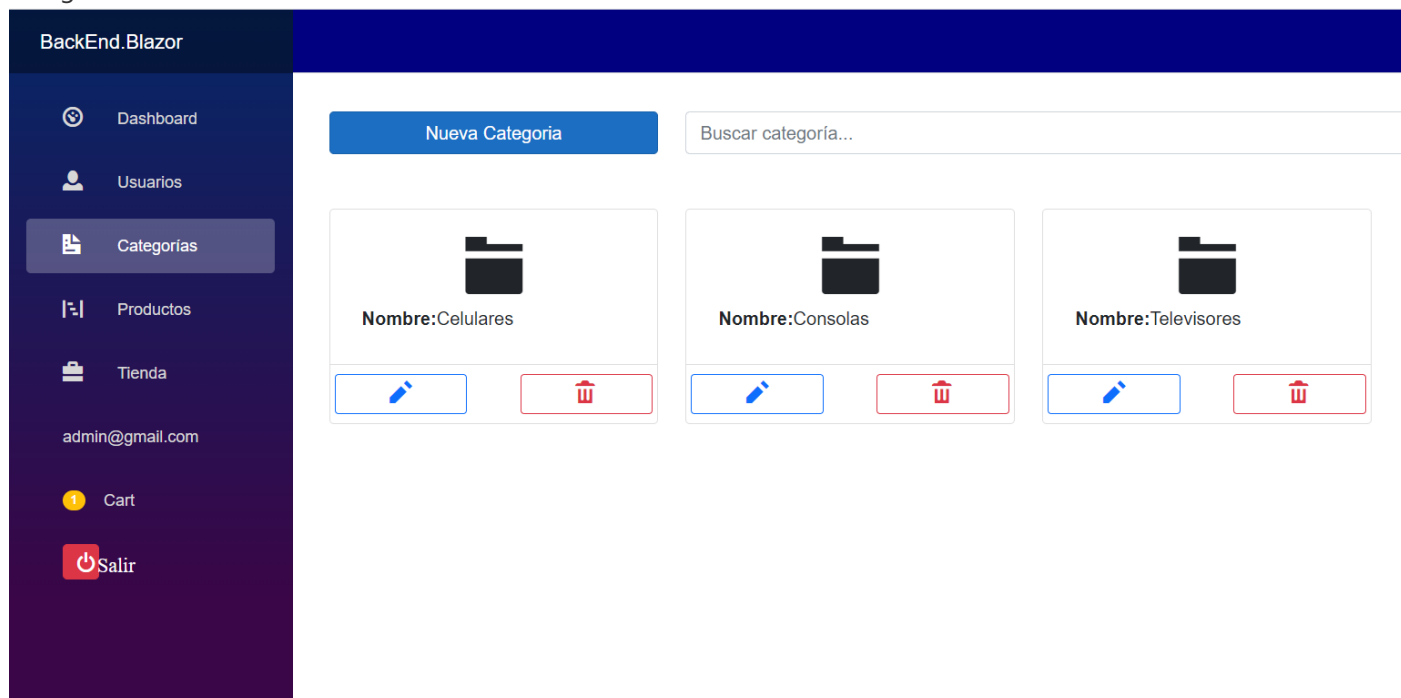 BackEnd.Blazor
Dashboard
Usuarios
Categorías
Productos
Tienda
admin@gmail.com
1 Cart
Salir
Nueva Categoria
Buscar categoría...
Nombre:Celulares
Nombre:Consolas
Nombre:Televisores